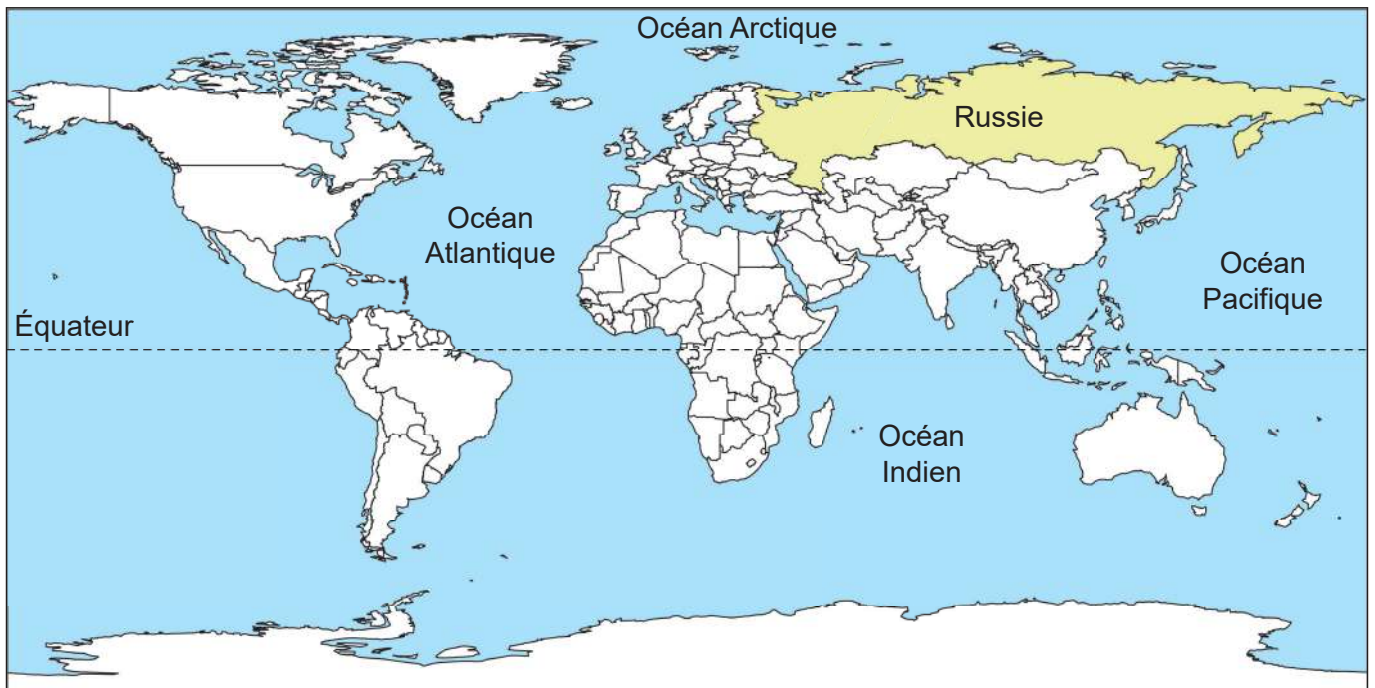 Océan Arctique
Russie
Océan
Atlantique
Océan
Pacifique
Équateur
Océan
Indien